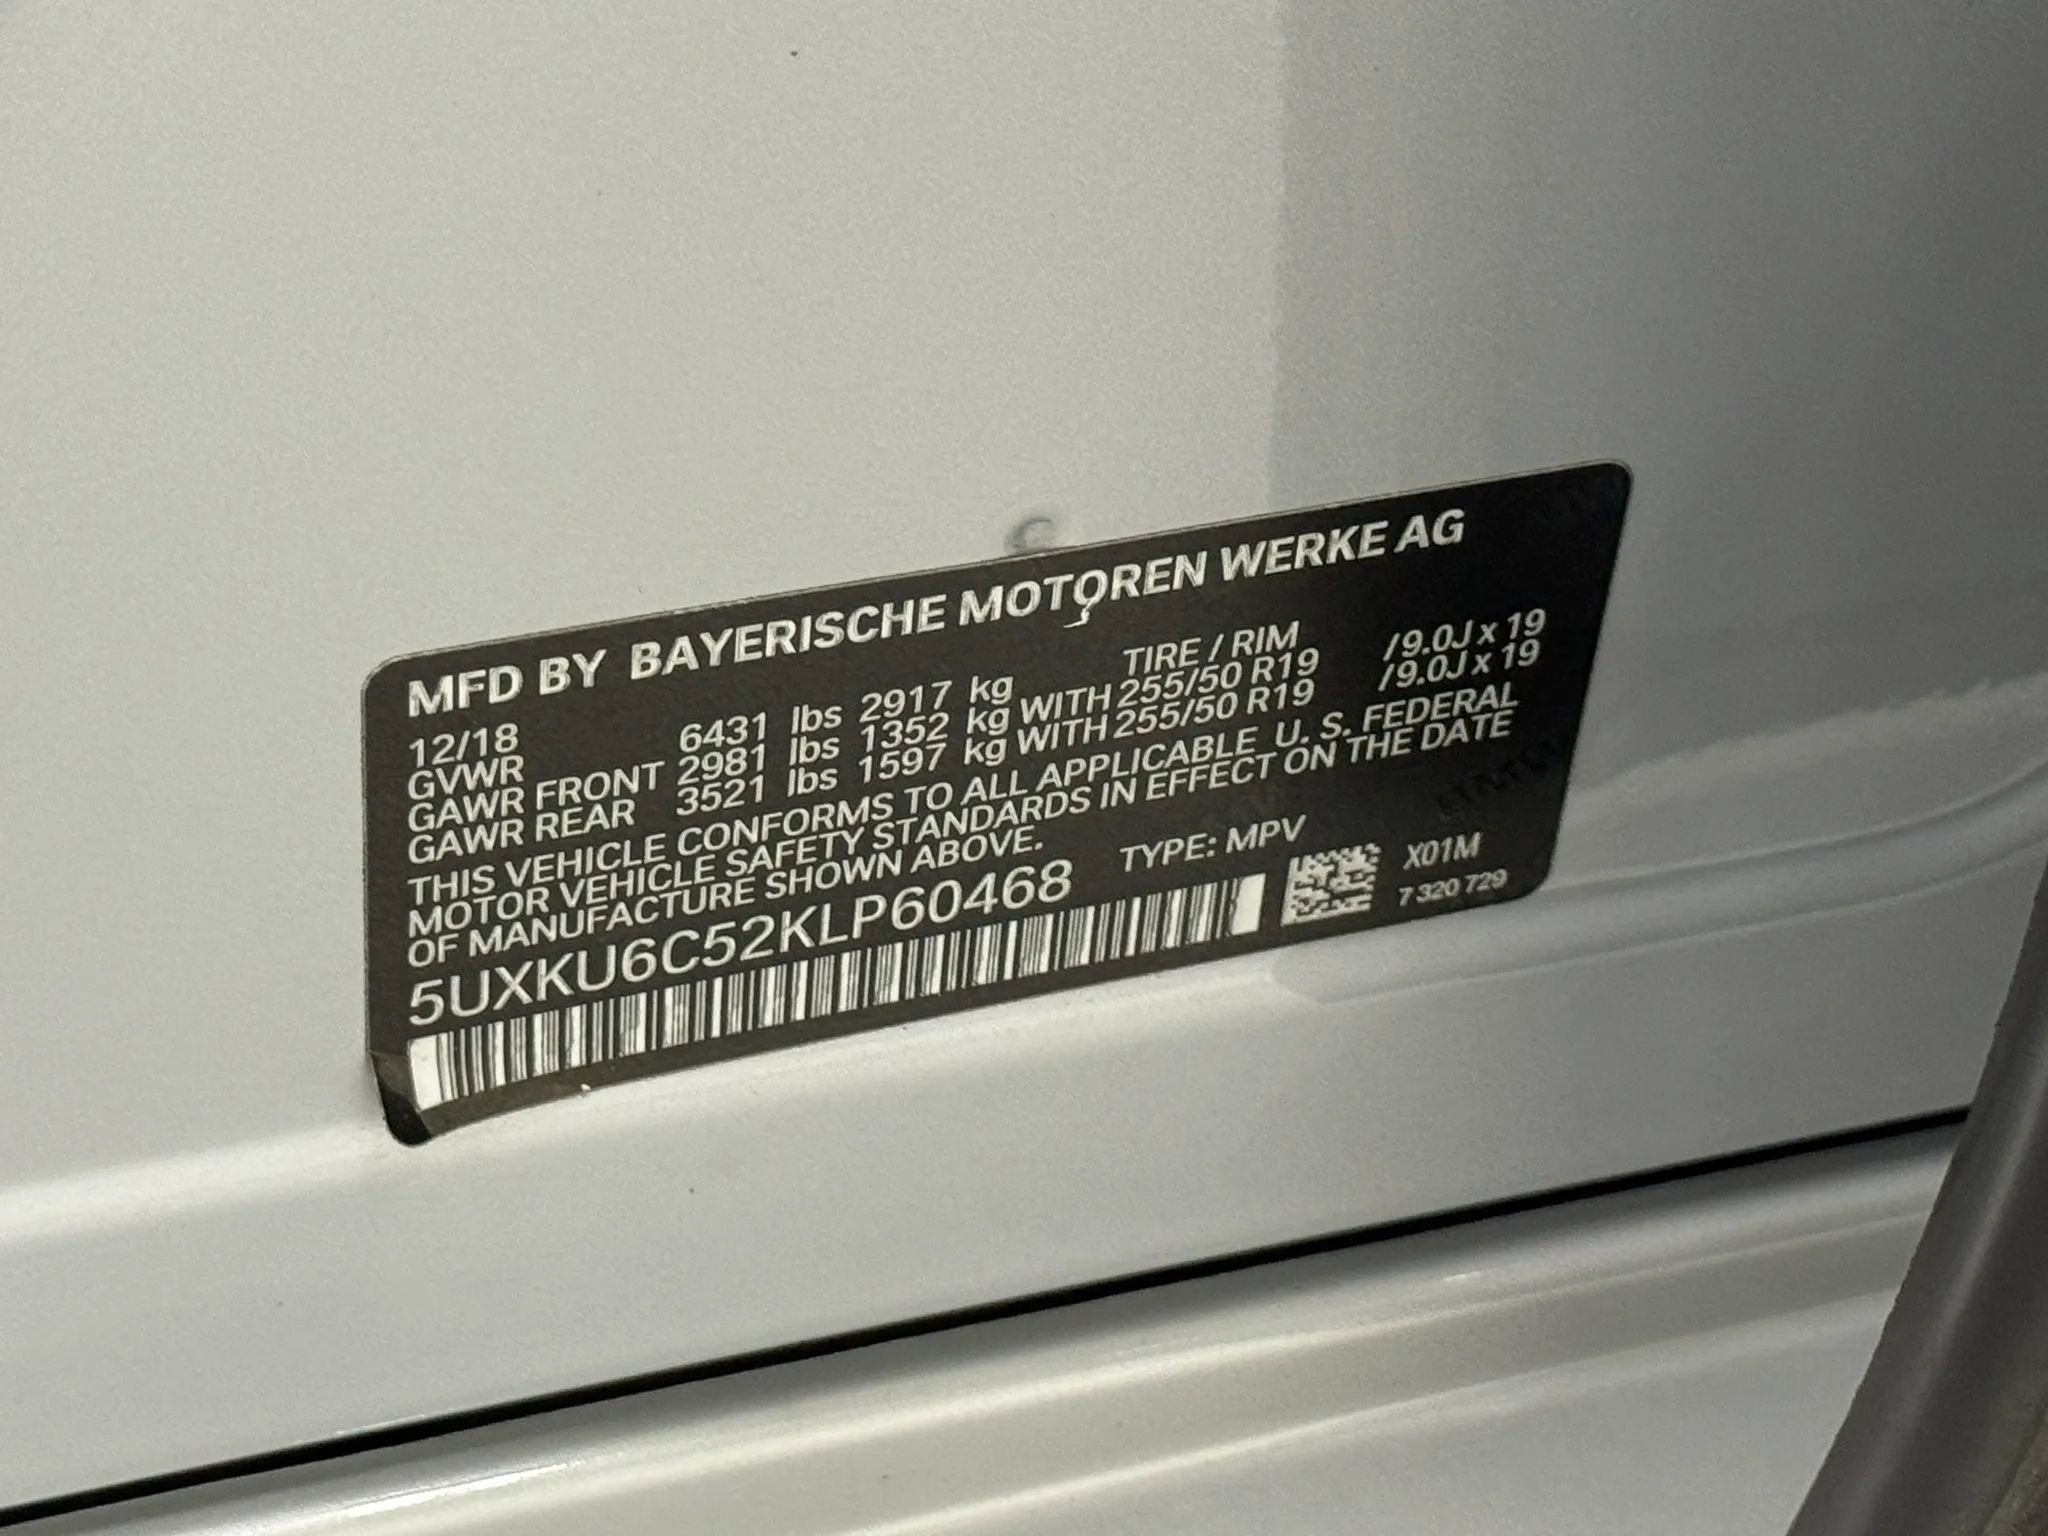 MFD BY BAYERISCHE MOTOREN WERKE AG
12/18 TIRE / RIM
GVWR 6431 lbs 2917 kg
GAWR FRONT 2981 lbs 1352 kg WITH 255/50 R19 /9.0J x 19
GAWR REAR 3521 lbs 1597 kg WITH 255/50 R19 /9.0J x 19
THIS VEHICLE CONFORMS TO ALL APPLICABLE U. S. FEDERAL
MOTOR VEHICLE SAFETY STANDARDS IN EFFECT ON THE DATE
OF MANUFACTURE SHOWN ABOVE.
5UXKU6C52KLP60468 TYPE: MPV
X01M
7 320 729